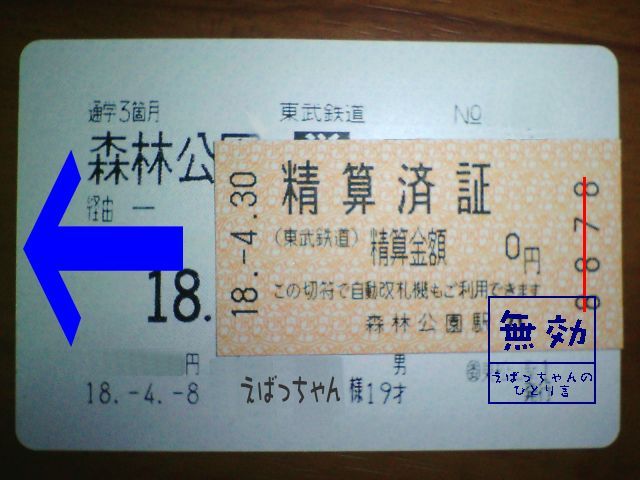 通学3箇月 東武鉄道 №
森林公園
経由 一
18.
円 男
18.-4.-8 えばっちゃん 様19才
18.-4.30
精算済証
(東武鉄道) 精算金額 0円
この切符で自動改札機もご利用できます
森林公園駅
8878
無効
えばっちゃんの
ひとり言